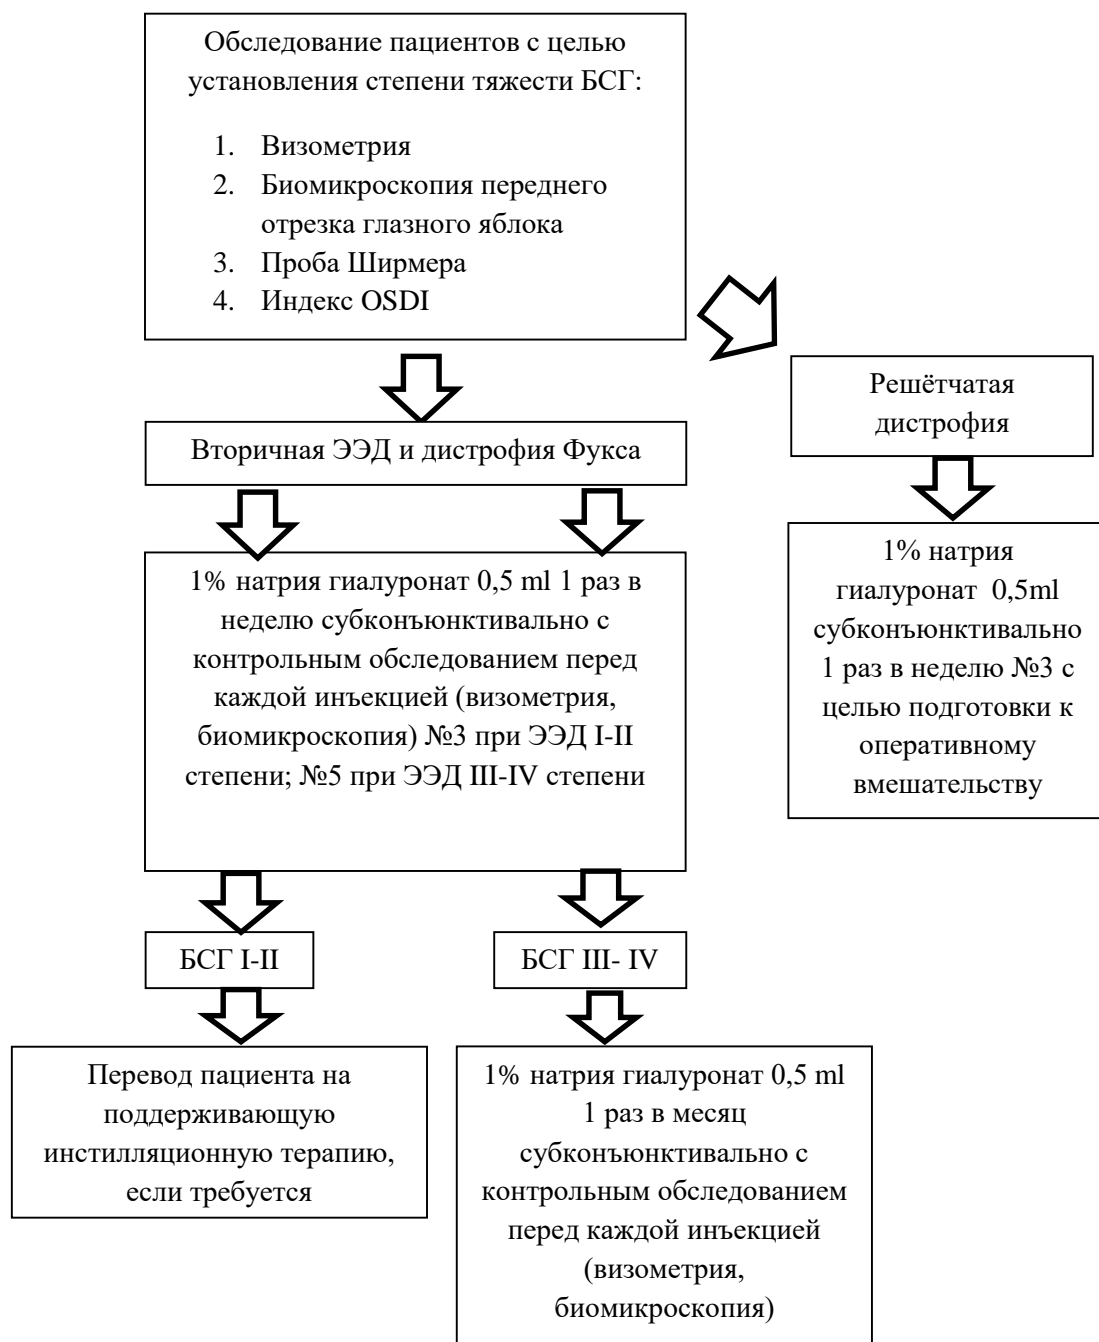 Обследование пациентов с целью
установления степени тяжести БСГ:
1. Визометрия
2. Биомикроскопия переднего
отрезка глазного яблока
3. Проба Ширмера
4. Индекс OSDI
Решётчатая
дистрофия
Вторичная ЭЭД и дистрофия Фукса
1% натрия гиалуронат 0,5 ml 1 раз в
неделю субконъюнктивально с
контрольным обследованием перед
каждой инъекцией (визометрия,
биомикроскопия) №3 при ЭЭД I-II
степени; №5 при ЭЭД III-IV степени
1% натрия
гиалуронат 0,5ml
субконъюнктивально
1 раз в неделю №3 с
целью подготовки к
оперативному
вмешательству
БСГ I-II
БСГ III- IV
Перевод пациента на
поддерживающую
инстилляционную терапию,
если требуется
1% натрия гиалуронат 0,5 ml
1 раз в месяц
субконъюнктивально с
контрольным обследованием
перед каждой инъекцией
(визометрия,
биомикроскопия)